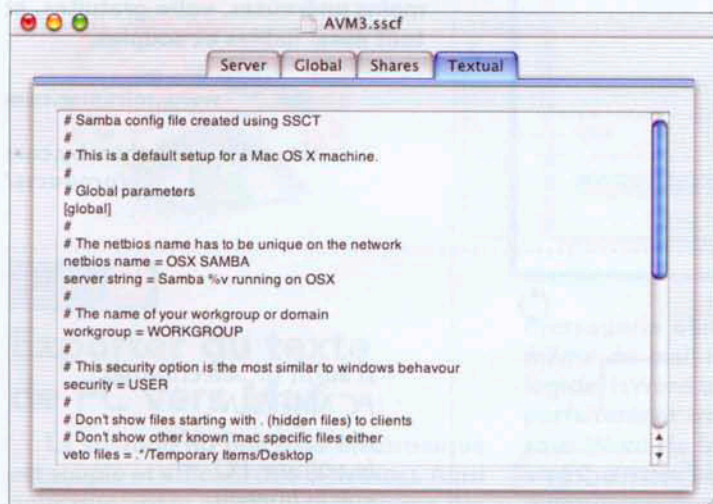 AVM3.sscf
Server Global Shares Textual
# Samba config file created using SSCT
#
# This is a default setup for a Mac OS X machine.
#
# Global parameters
[global]
#
# The netbios name has to be unique on the network
netbios name = OSX SAMBA
server string = Samba %v running on OSX
#
# The name of your workgroup or domain
workgroup = WORKGROUP
#
# This security option is the most similar to windows behavour
security = USER
#
# Don't show files starting with . (hidden files) to clients
# Don't show other known mac specific files either
veto files = .*/Temporary Items/Desktop